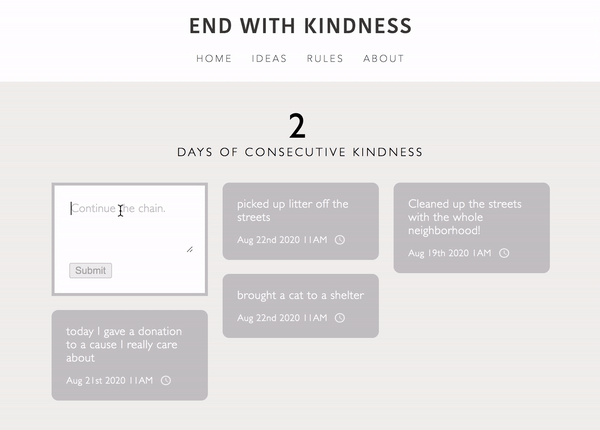 END WITH KINDNESS
HOME IDEAS RULES ABOUT
2
DAYS OF CONSECUTIVE KINDNESS
Continue the chain.
Submit
today I gave a donation
to a cause I really care
about
Aug 21st 2020 11AM
picked up litter off the
streets
Aug 22nd 2020 11AM
brought a cat to a shelter
Aug 22nd 2020 11AM
Cleaned up the streets
with the whole
neighborhood!
Aug 19th 2020 1AM